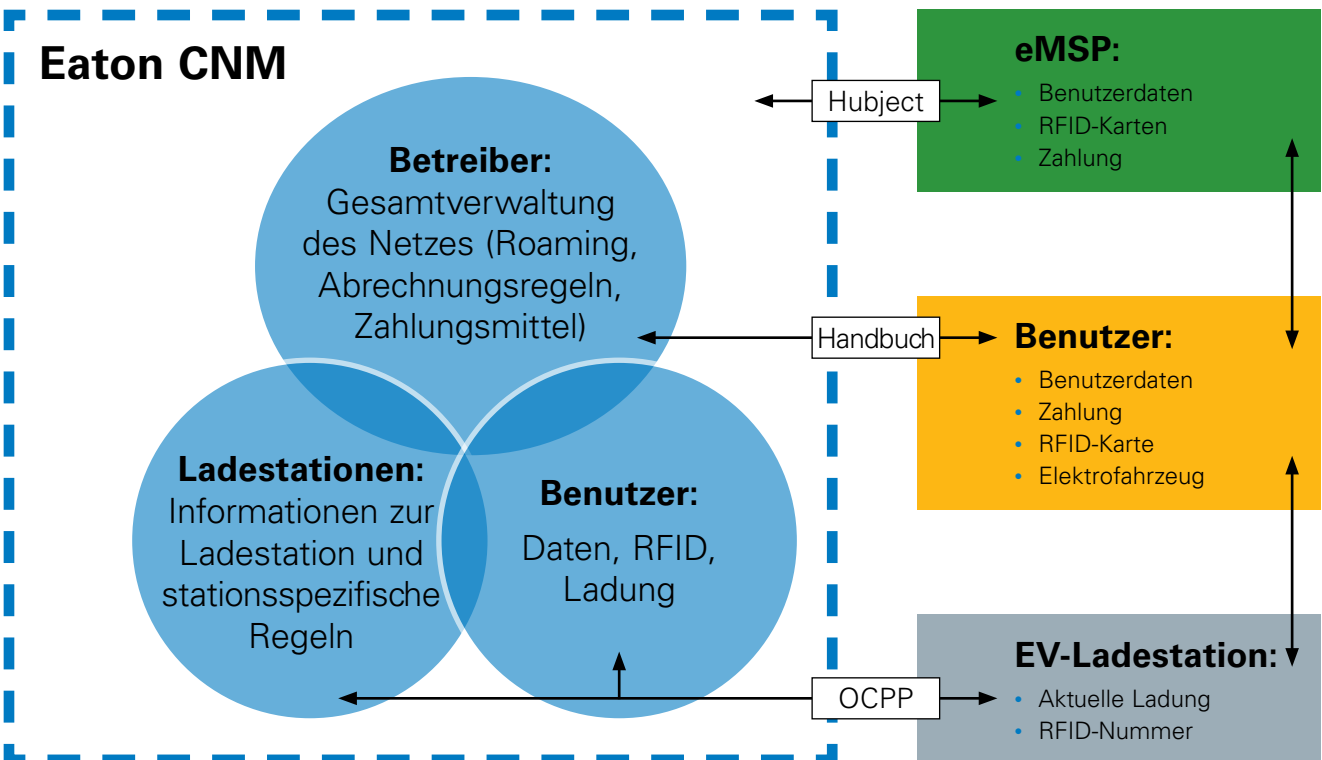 Eaton CNM
Betreiber:
Gesamtverwaltung
des Netzes (Roaming,
Abrechnungsregeln,
Zahlungsmittel)
Ladestationen:
Informationen zur
Ladestation und
stationsspezifische
Regeln
Benutzer:
Daten, RFID,
Ladung
Hubject
Handbuch
OCPP
eMSP:
• Benutzerdaten
• RFID-Karten
• Zahlung
Benutzer:
• Benutzerdaten
• Zahlung
• RFID-Karte
• Elektrofahrzeug
EV-Ladestation:
• Aktuelle Ladung
• RFID-Nummer